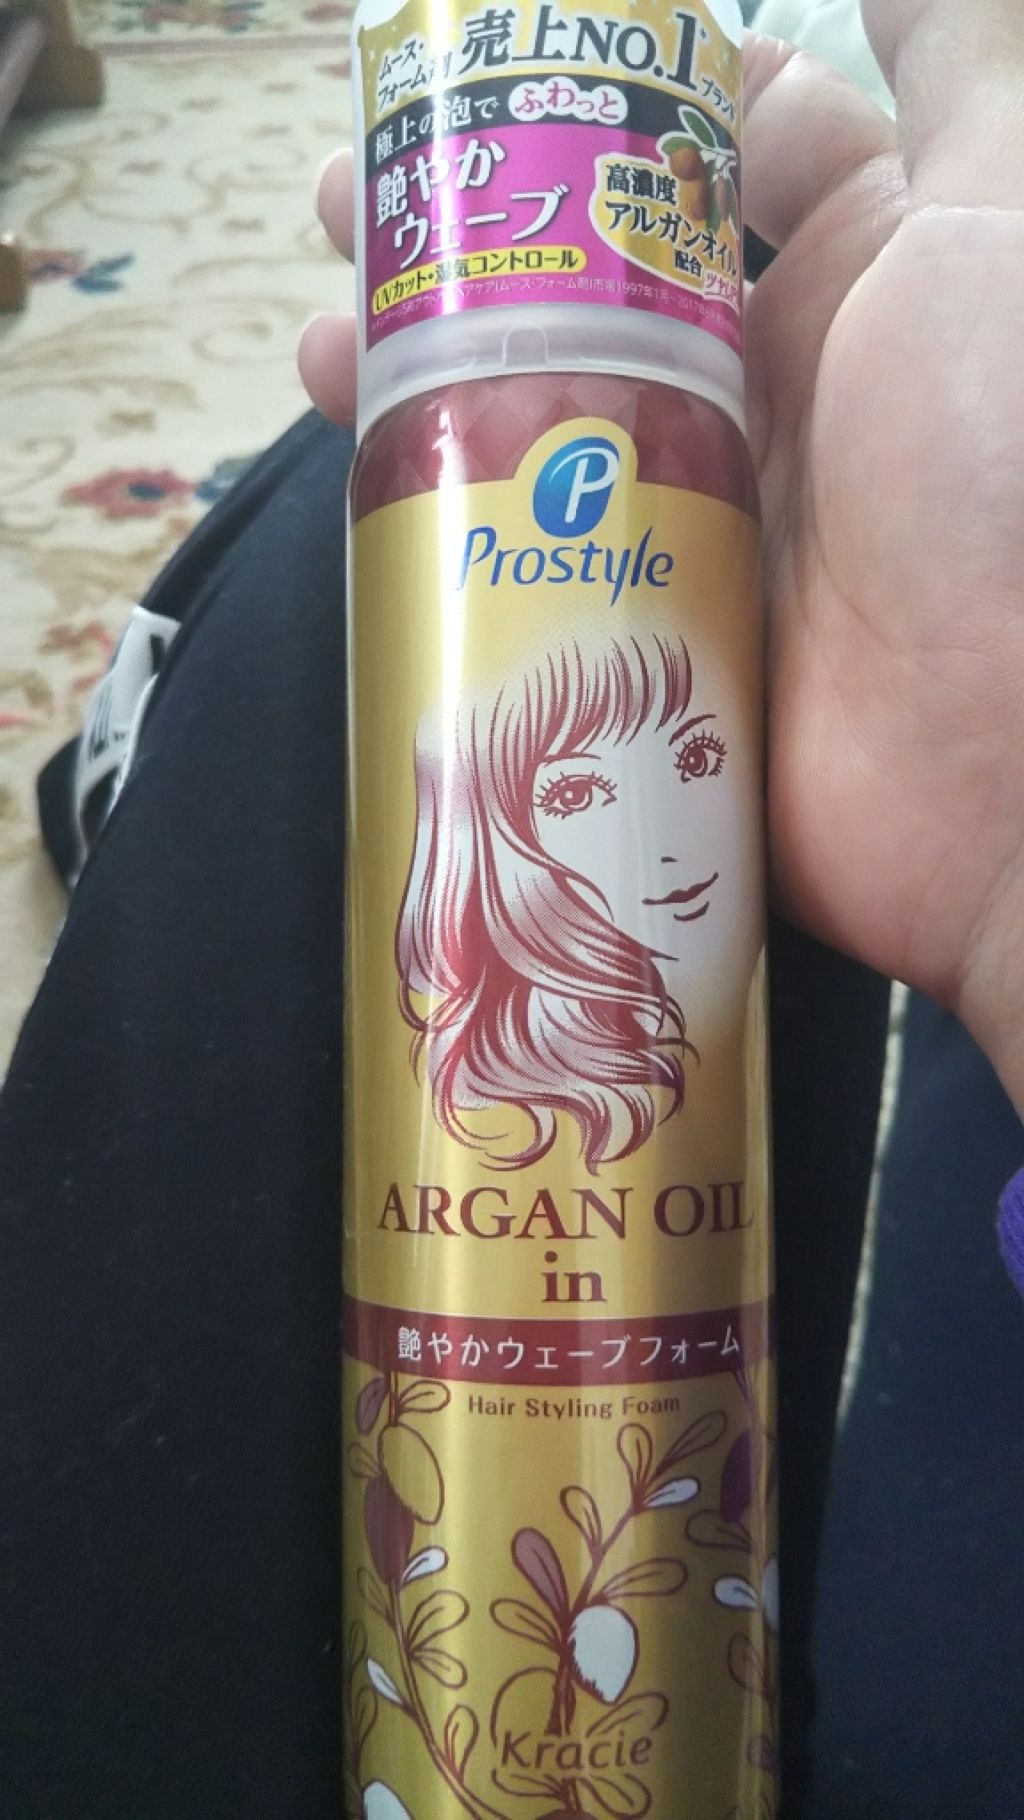 ムース・
フォーム剤
売上NO.1*
ブランド
極上の泡で ふわっと
艶やか
ウェーブ
高濃度
アルガンオイル
配合
UVカット・湿気コントロール
P
Prostyle
ARGAN OIL
in
艶やかウェーブフォーム
Hair Styling Foam
Kracie